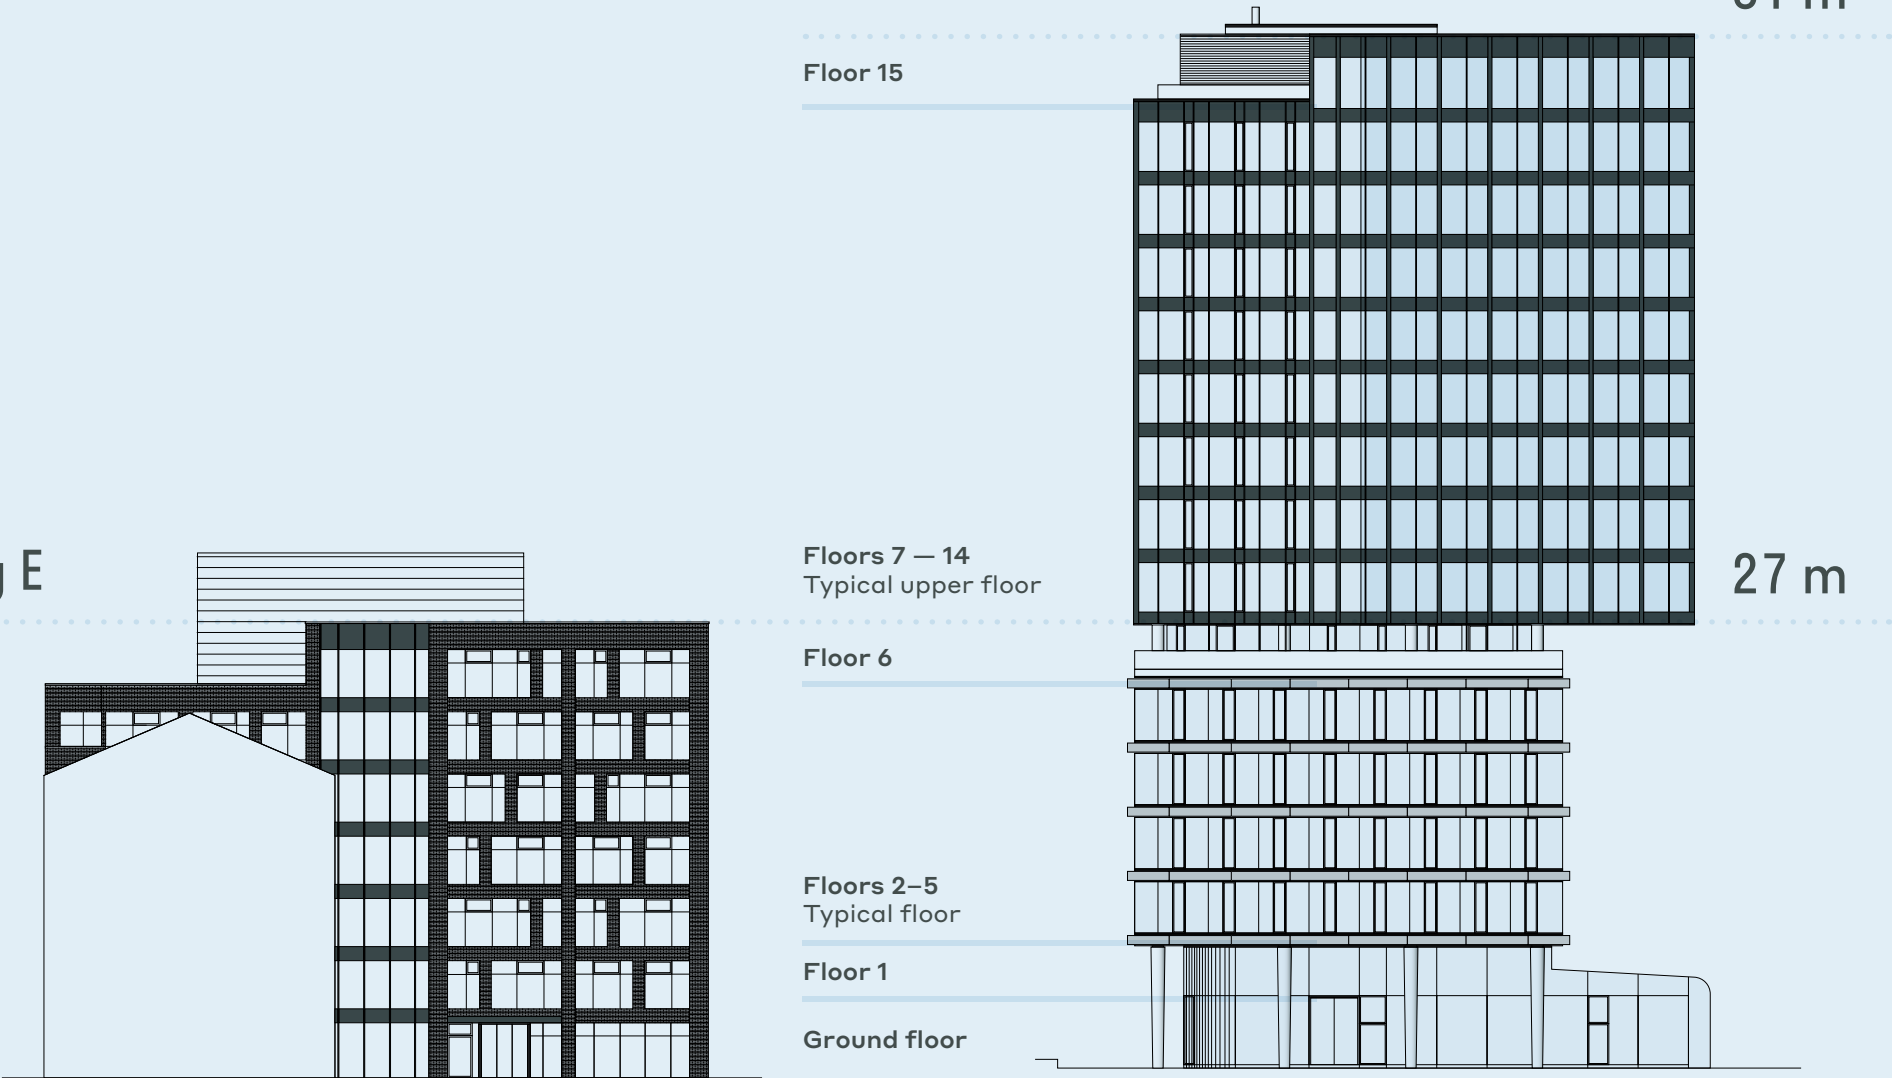 Floor 15
Floors 7 — 14
Typical upper floor
E
27 m
Floor 6
Floors 2–5
Typical floor
Floor 1
Ground floor